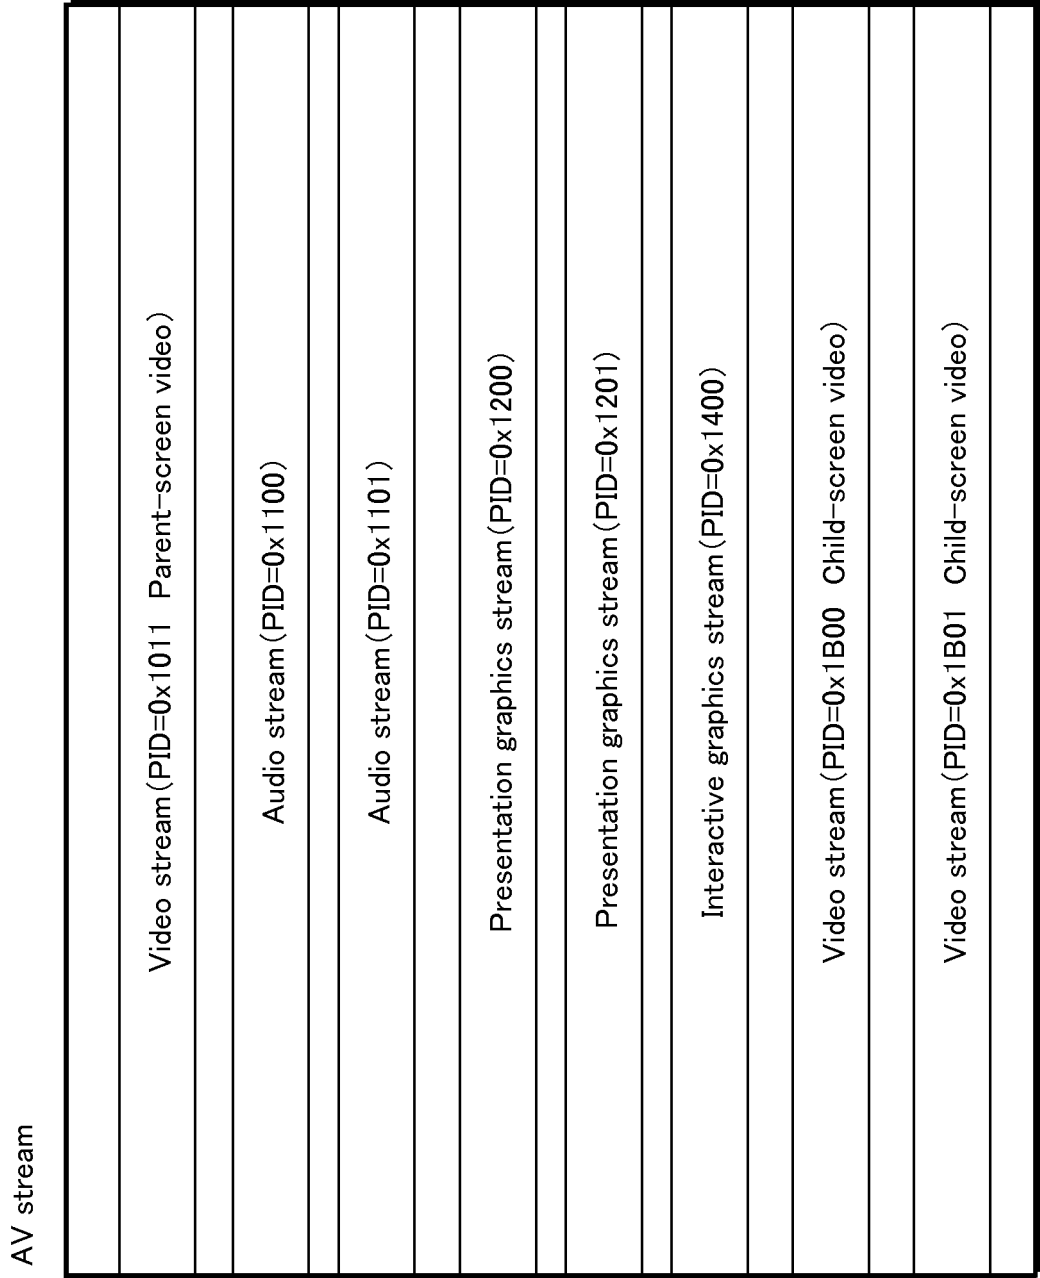 AV stream
Video stream(PID=0x1011 Parent-screen video)
Audio stream(PID=0x1100)
Audio stream(PID=0x1101)
Presentation graphics stream(PID=0x1200)
Presentation graphics stream(PID=0x1201)
Interactive graphics stream(PID=0x1400)
Video stream(PID=0x1B00 Child-screen video)
Video stream(PID=0x1B01 Child-screen video)